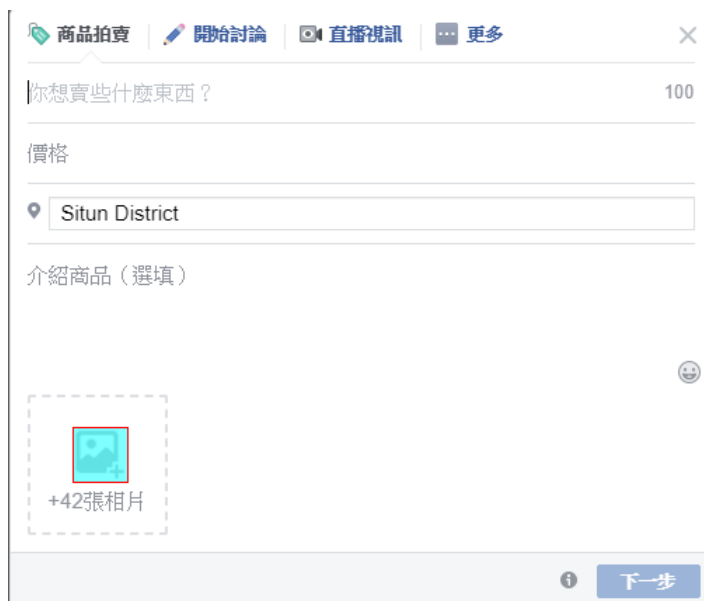 商品拍賣 開始討論 直播視訊 更多
你想賣些什麼東西？ 100
價格
Situn District
介紹商品（選填）
+42張相片
下一步